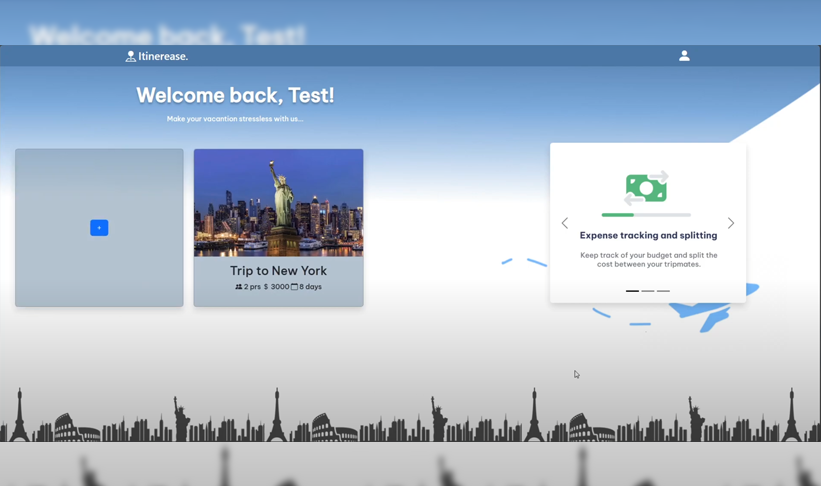 Welcome back, Test!
Itinerease.
Welcome back, Test!
Make your vacantion stressless with us...
+
Trip to New York
2 prs $ 3000 8 days
Expense tracking and splitting
Keep track of your budget and split the
cost between your tripmates.